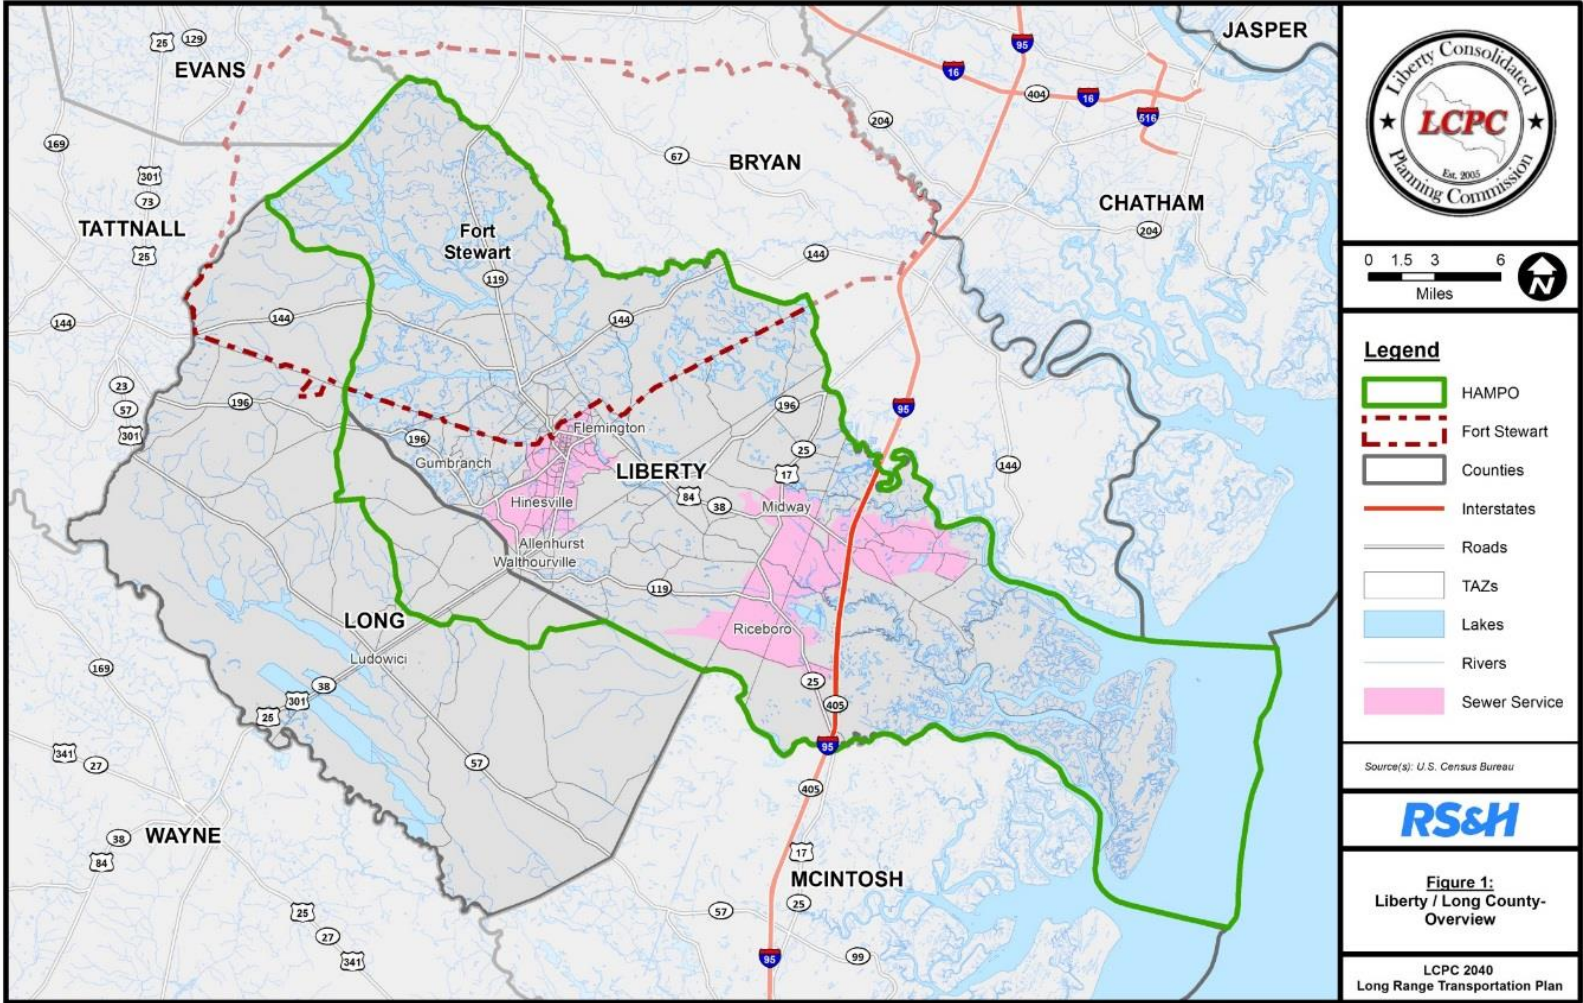 JASPER
25
129
EVANS
95
16
404
16
516
204
169
67
BRYAN
301
73
CHATHAM
204
TATTNALL
Fort
Stewart
25
144
119
144
144
144
23
57
301
196
196
95
196
Flemington
25
144
Gumbranch
LIBERTY
17
84
38
Hinesville
Midway
Allenhurst
Walthourville
119
LONG
Riceboro
Ludowici
169
38
25
301
25
405
95
341
27
57
405
38
WAYNE
84
17
MCINTOSH
25
57
25
27
341
99
95
Liberty Consolidated
LCPC
Est. 2005
Planning Commission
0 1.5 3 6
Miles
N
Legend
HAMPO
Fort Stewart
Counties
Interstates
Roads
TAZs
Lakes
Rivers
Sewer Service
Source(s): U.S. Census Bureau
RS&H
Figure 1:
Liberty / Long County-
Overview
LCPC 2040
Long Range Transportation Plan